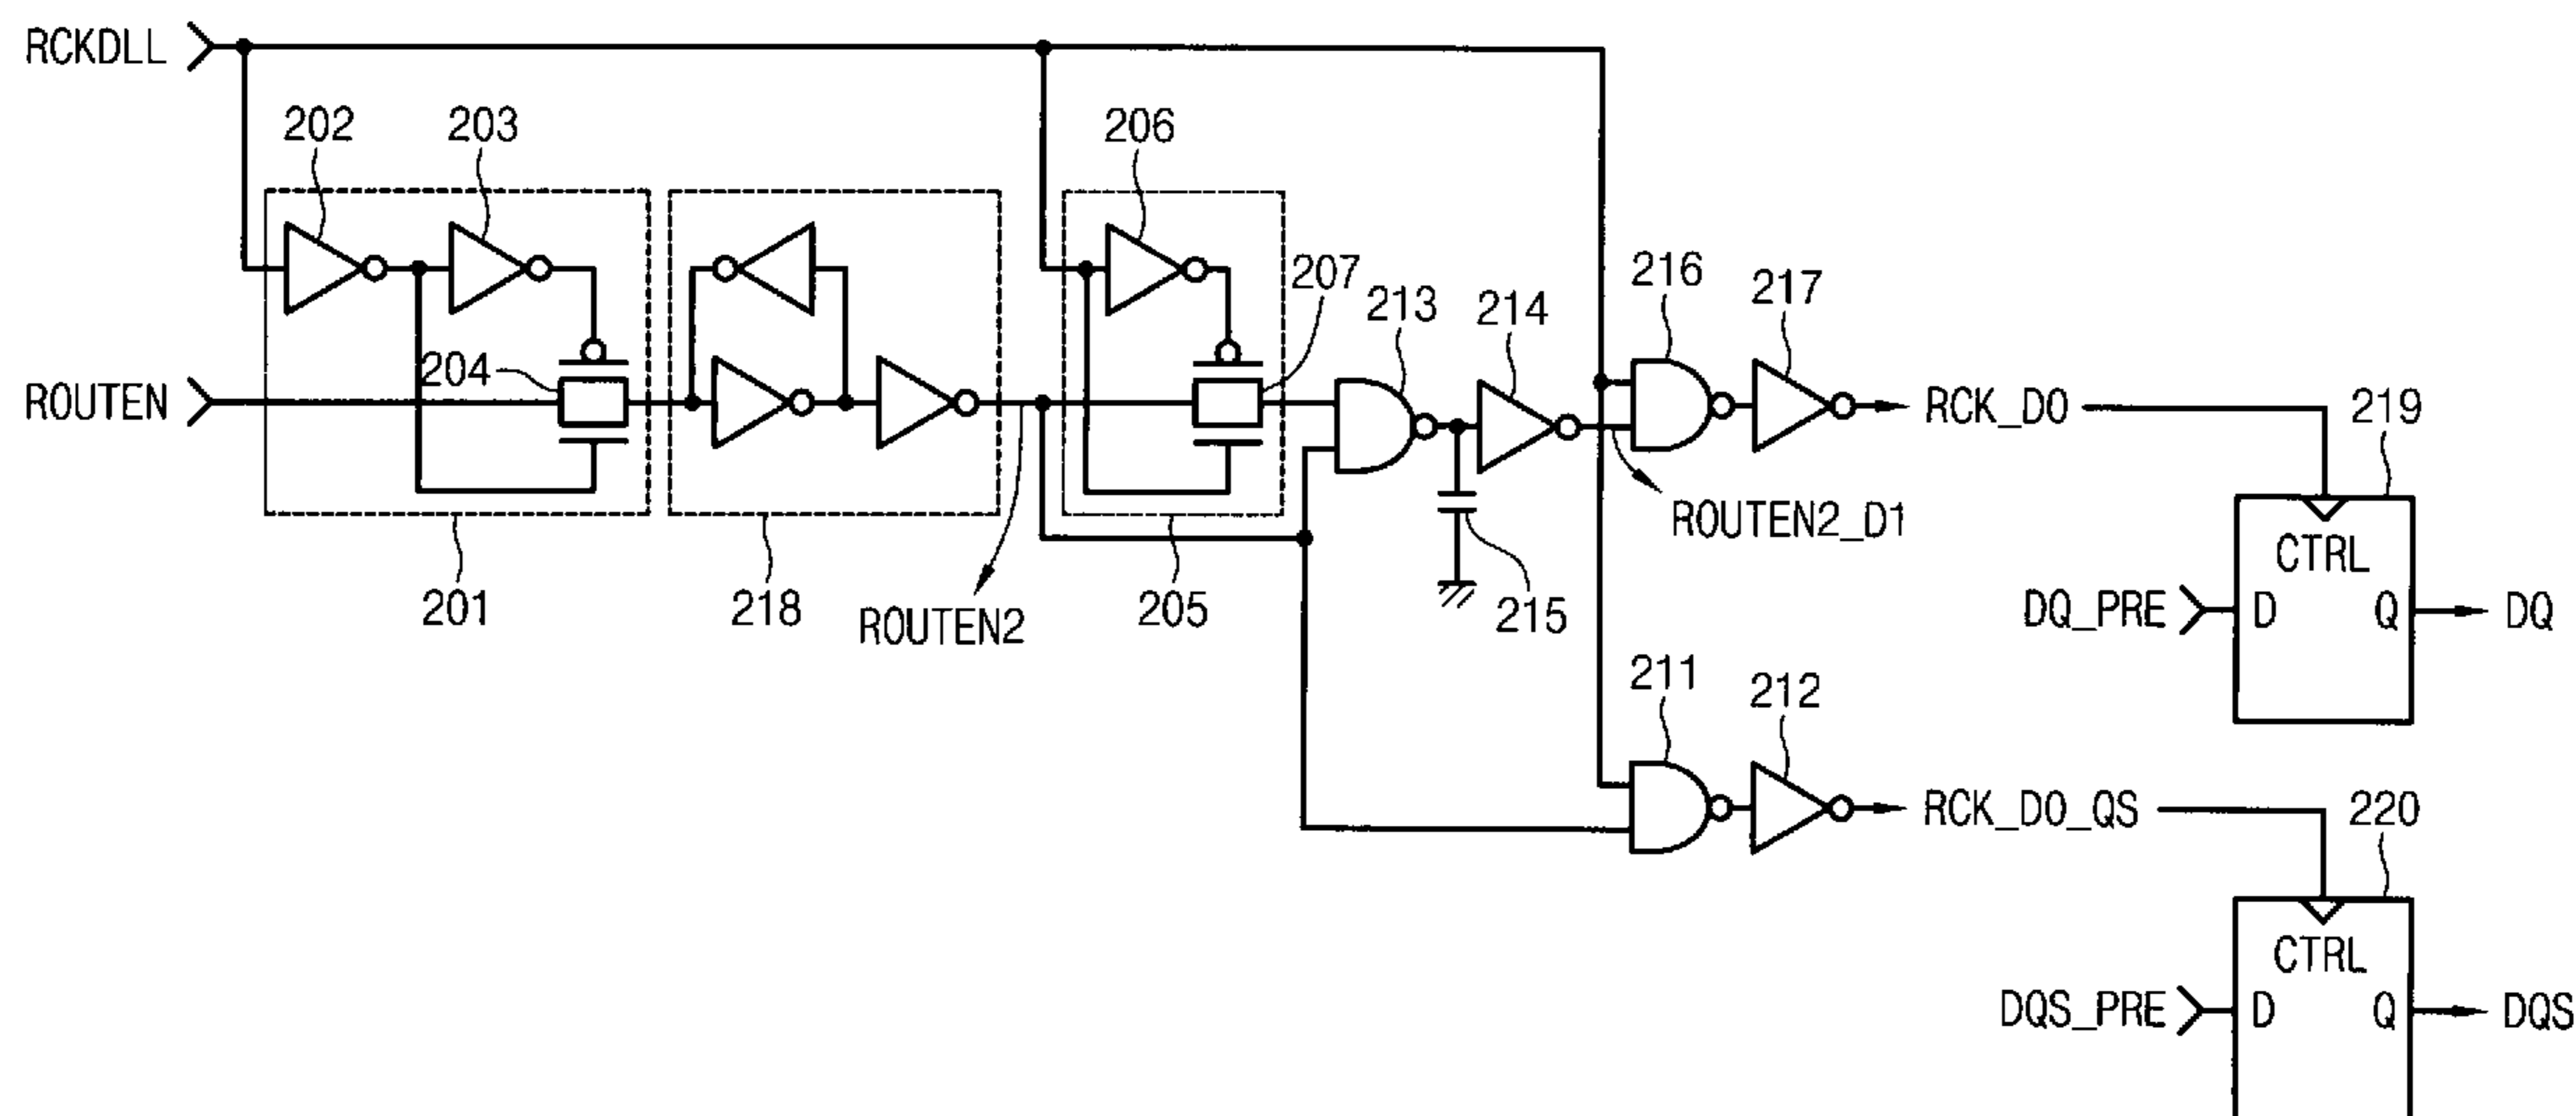 RCKDLL
202
203
206
204
207
213
214
216
217
ROUTEN
RCK_DO
219
CTRL
ROUTEN2_D1
201
218
ROUTEN2
205
215
DQ_PRE
D
Q
DQ
211
212
RCK_DO_QS
220
CTRL
DQS_PRE
D
Q
DQS